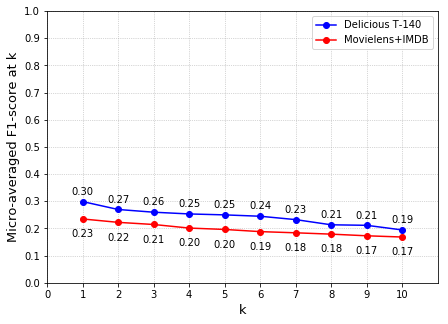 1.0
0.9
0.8
0.7
0.6
0.5
0.4
0.3
0.2
0.1
0.0
Micro-averaged F1-score at k
Delicious T-140
Movielens+IMDB
0.30 0.27 0.26 0.25 0.25 0.24 0.23 0.21 0.21 0.19
0.23 0.22 0.21 0.20 0.20 0.19 0.18 0.18 0.17 0.17
0 1 2 3 4 5 6 7 8 9 10
k